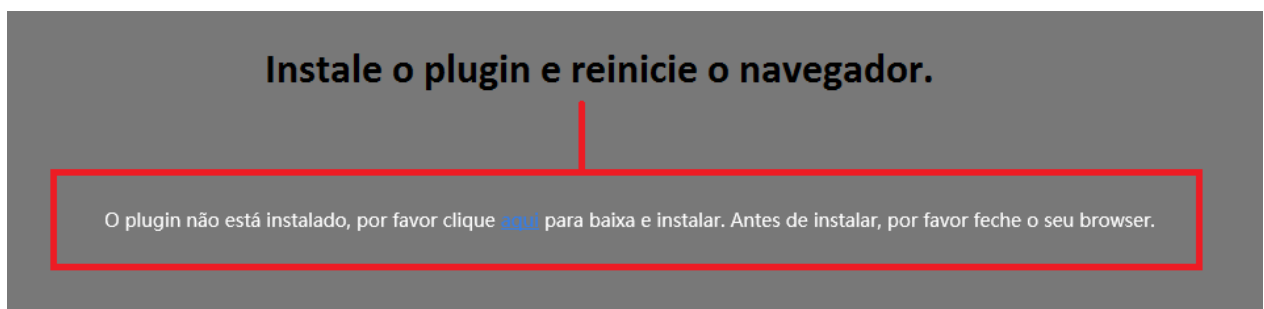 Instale o plugin e reinicie o navegador.
O plugin não está instalado, por favor clique aqui para baixa e instalar. Antes de instalar, por favor feche o seu browser.